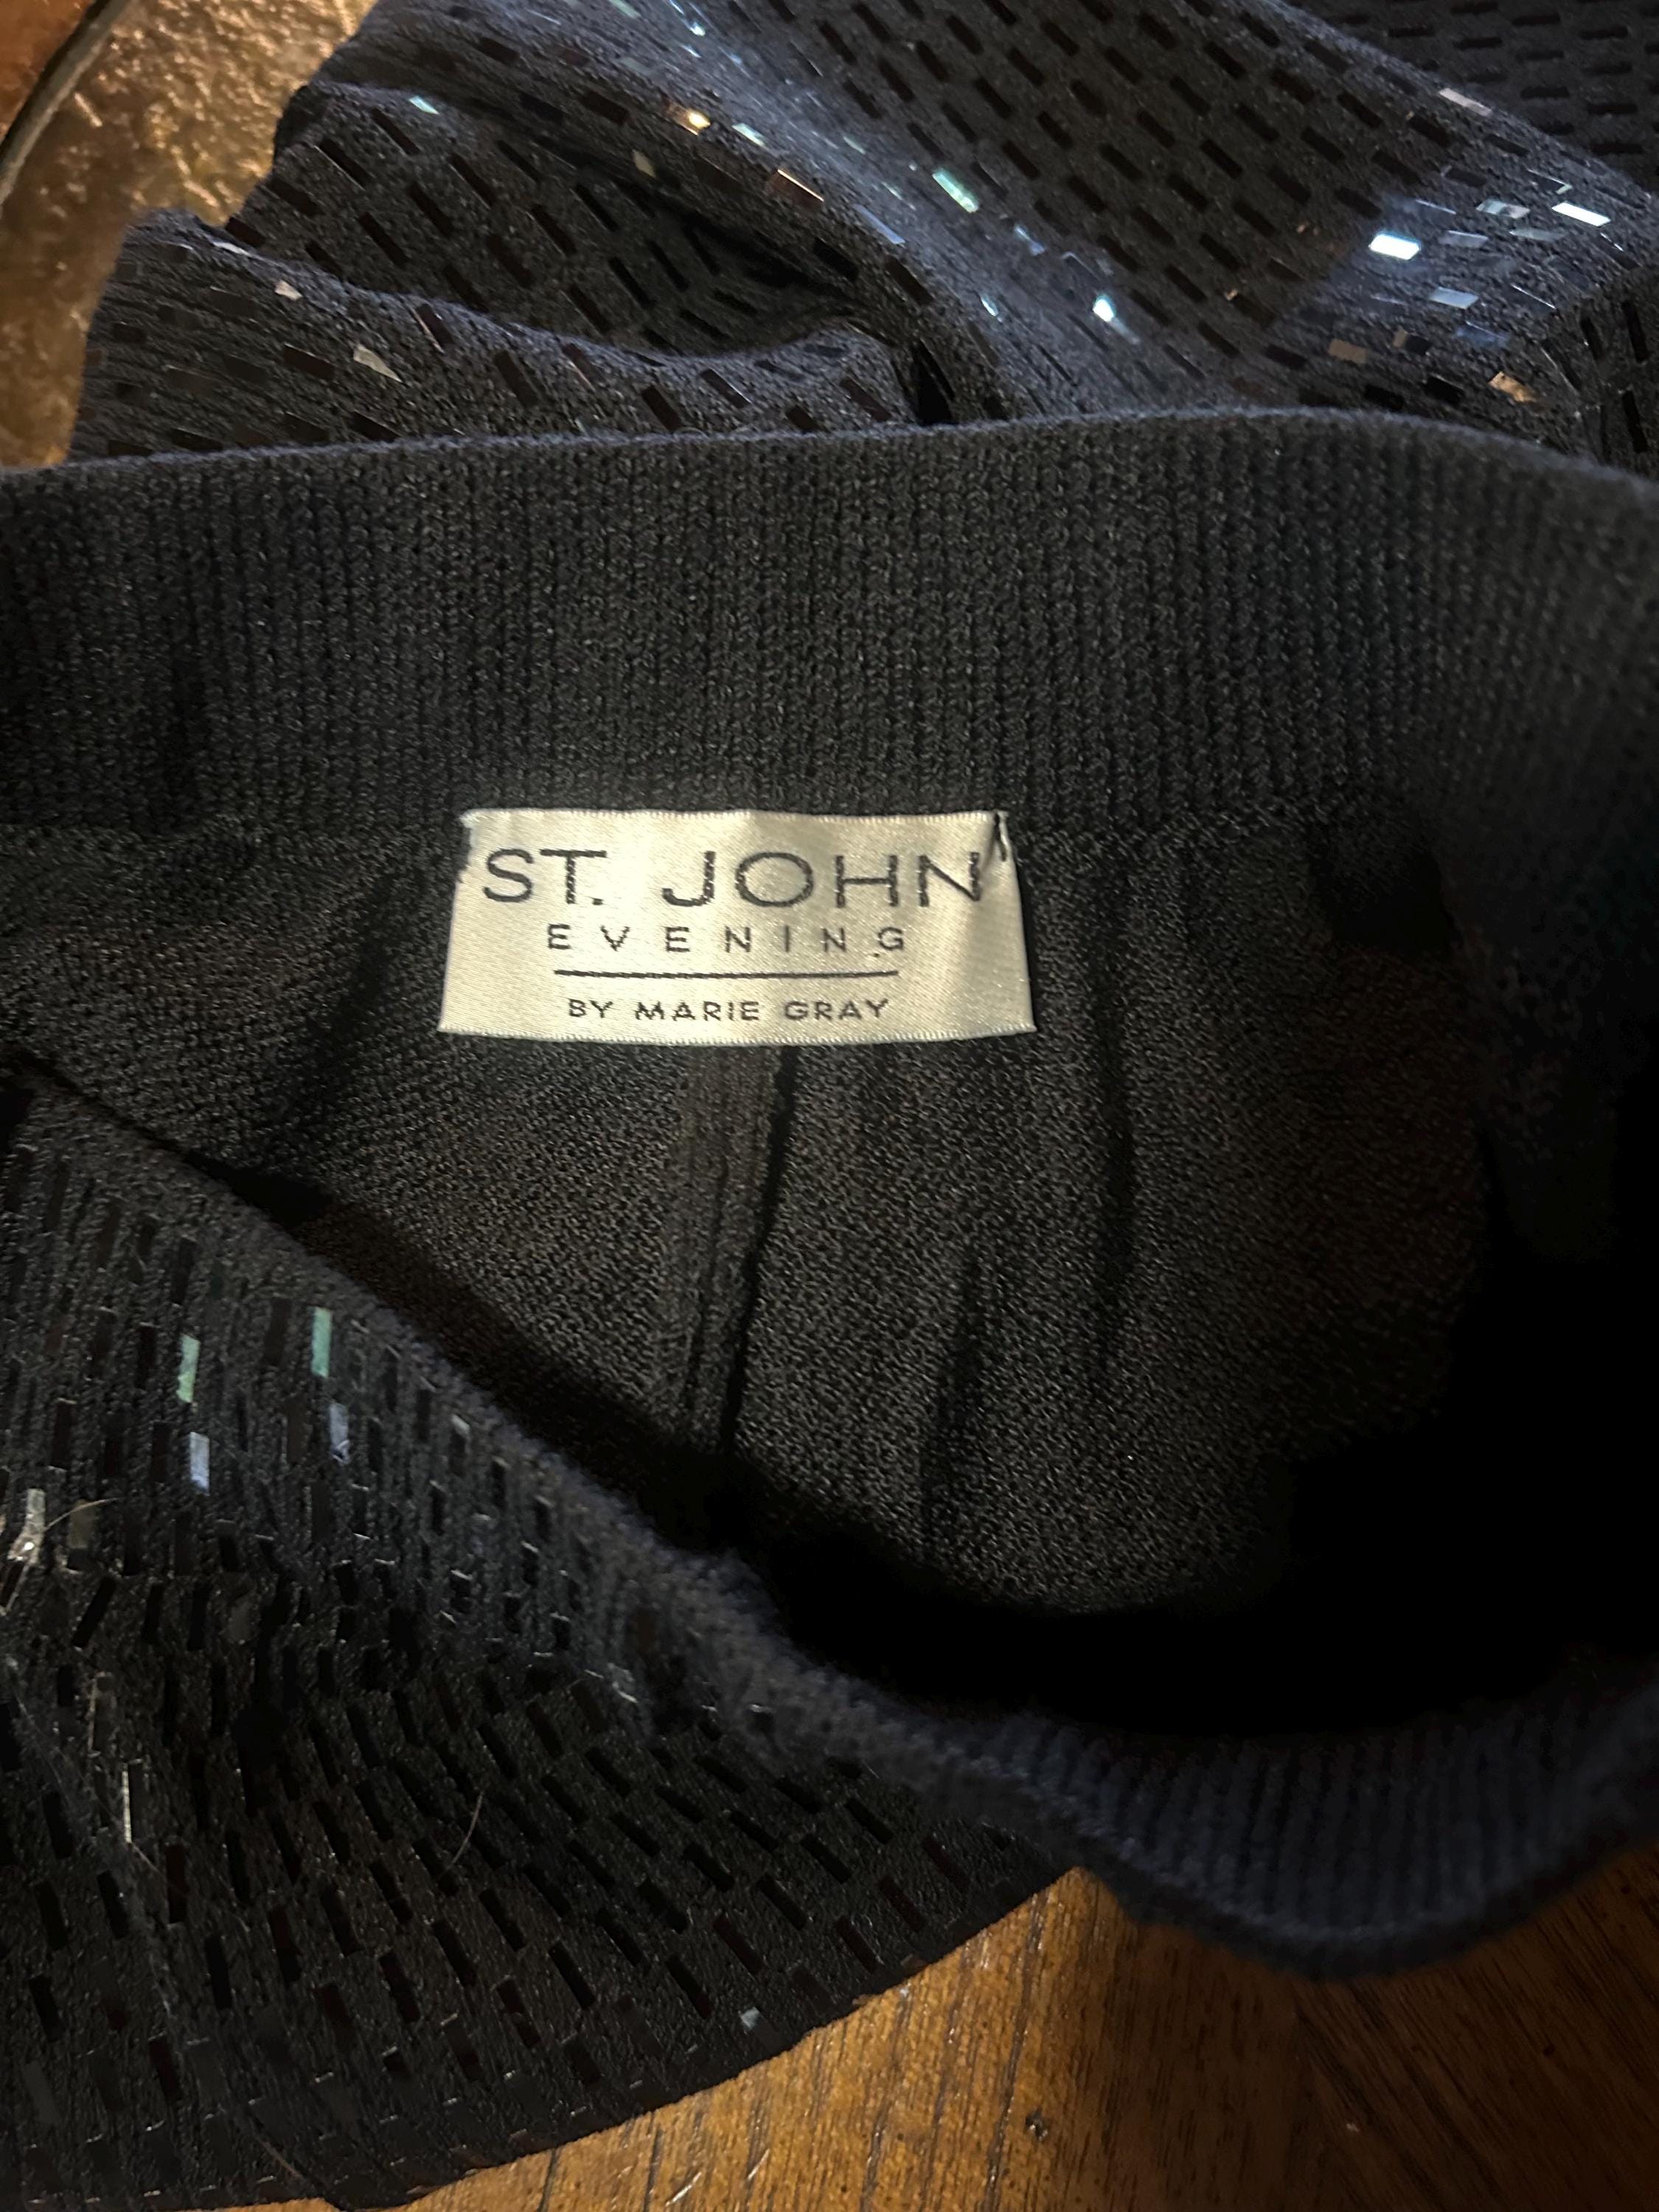 ST. JOHN
EVENING
BY MARIE GRAY